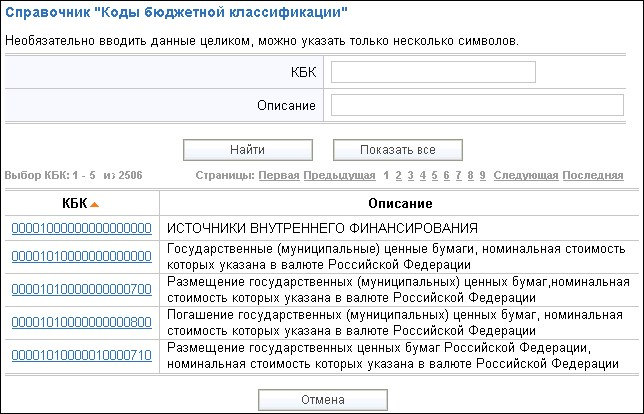 Справочник "Коды бюджетной классификации"
Необязательно вводить данные целиком, можно указать только несколько символов.
КБК
Описание
Найти Показать все
Выбор КБК: 1 - 5 из 2506 Страницы: Первая Предыдущая 1 2 3 4 5 6 7 8 9 Следующая Последняя
КБК Описание
00001000000000000000 ИСТОЧНИКИ ВНУТРЕННЕГО ФИНАНСИРОВАНИЯ
00001010000000000000 Государственные (муниципальные) ценные бумаги, номинальная стоимость
которых указана в валюте Российской Федерации
00001010000000000700 Размещение государственных (муниципальных) ценных бумаг,номинальная
стоимость которых указана в валюте Российской Федерации
00001010000000000800 Погашение государственных (муниципальных) ценных бумаг, номинальная
стоимость которых указана в валюте Российской Федерации
00001010000010000710 Размещение государственных ценных бумаг Российской Федерации,
номинальная стоимость которых указана в валюте Российской Федерации
Отмена